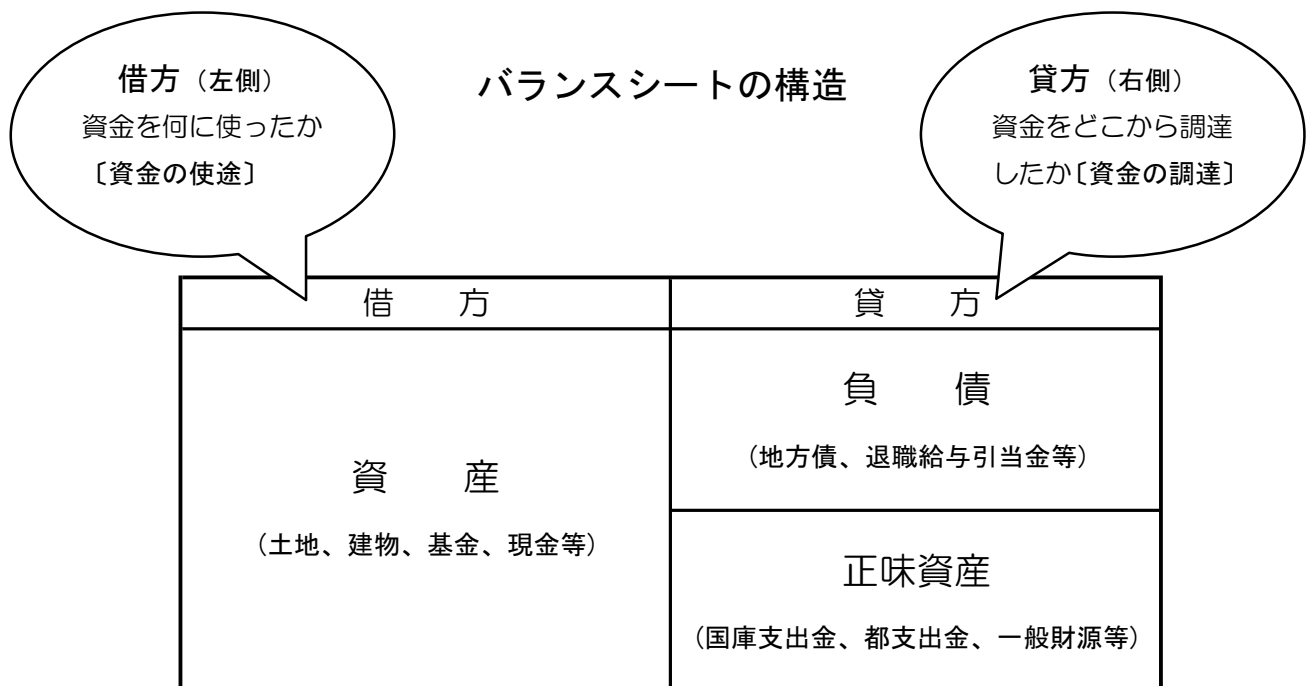 バランスシートの構造
借方（左側）
資金を何に使ったか
〔資金の使途〕
貸方（右側）
資金をどこから調達
したか〔資金の調達〕
借　方
貸　方
資　産
（土地、建物、基金、現金等）
負　債
（地方債、退職給与引当金等）
正味資産
（国庫支出金、都支出金、一般財源等）